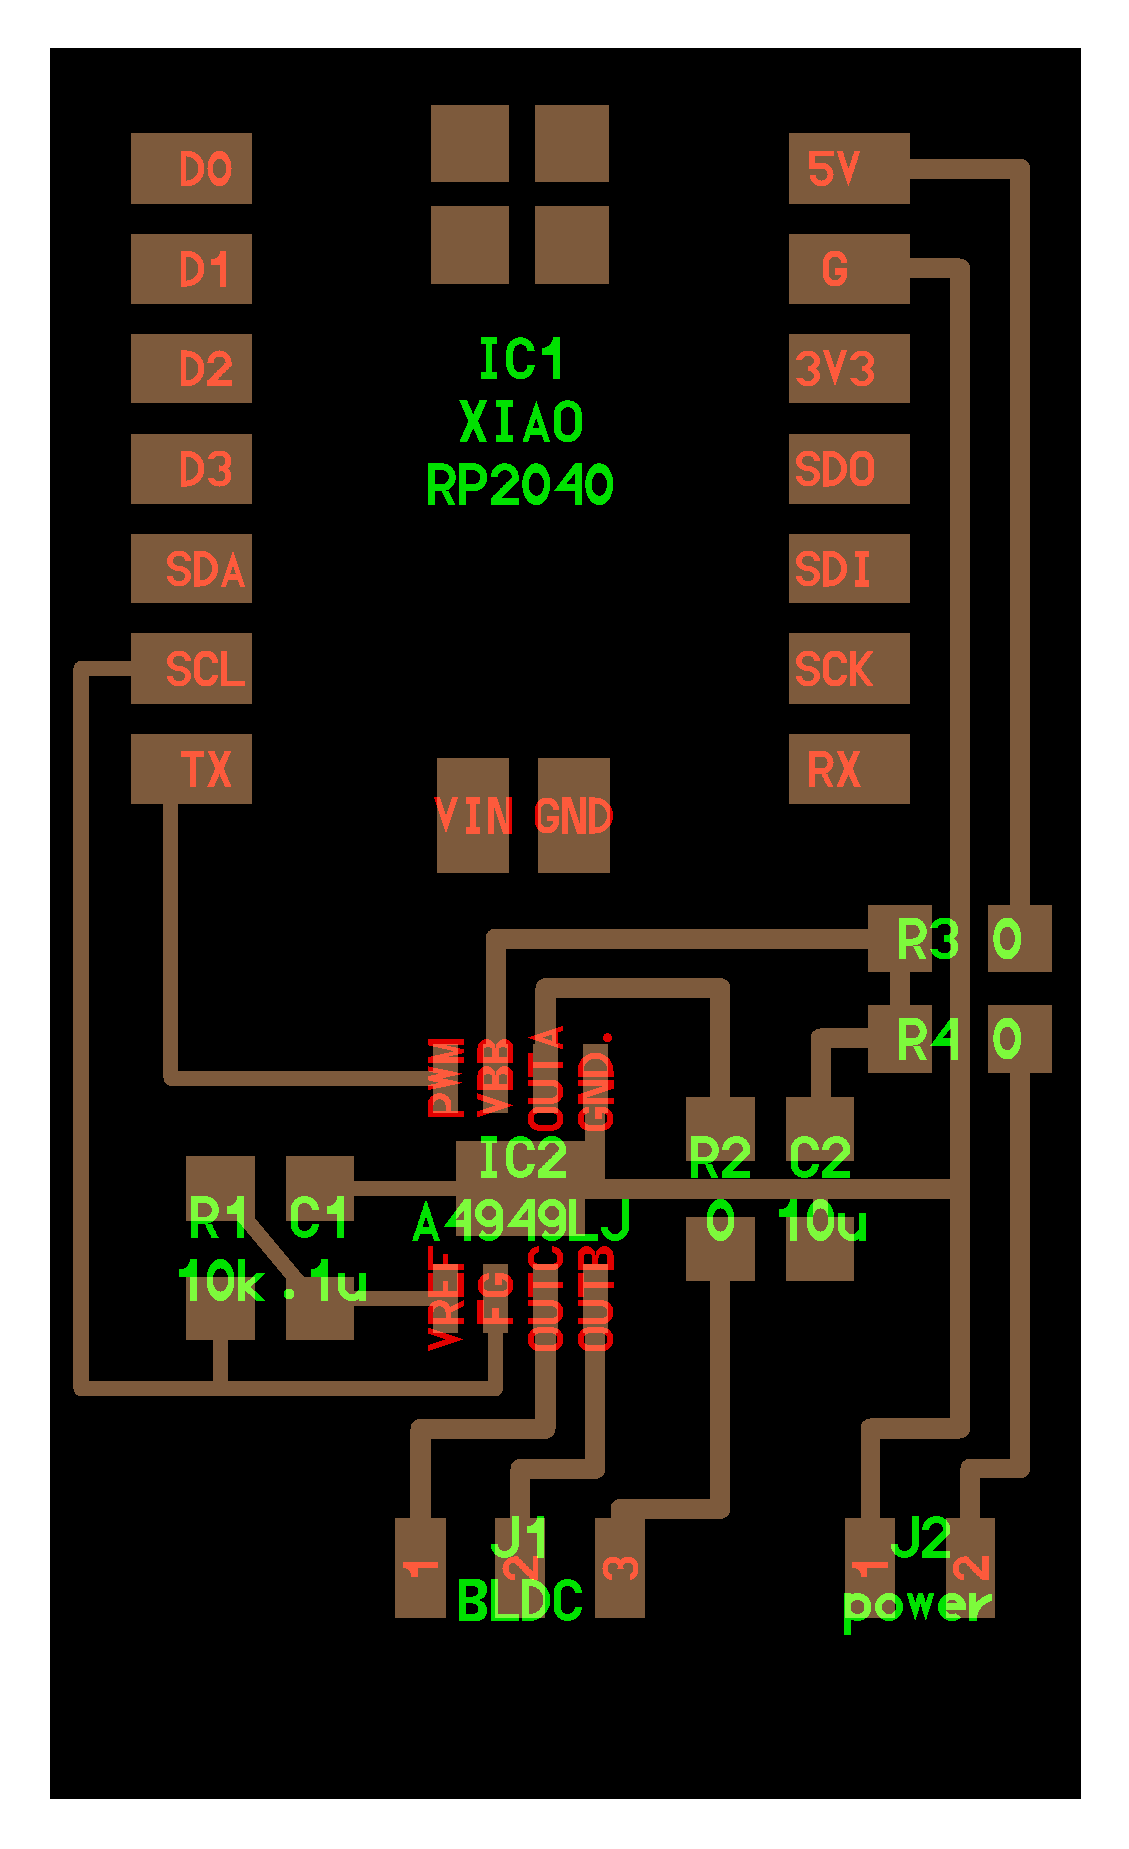 D0
5V
D1
G
IC1
XIAO
RP2040
D2
3V3
D3
SDO
SDA
SDI
SCL
SCK
TX
RX
VIN GND
R3 0
R4 0
PWM
VBB
OUTA
GND.
IC2
A4949LJ
R2
0
C2
10u
R1
10k
C1
.1u
VREF
FG
OUTC
OUTB
J1
BLDC
1
2
3
J2
power
1
2